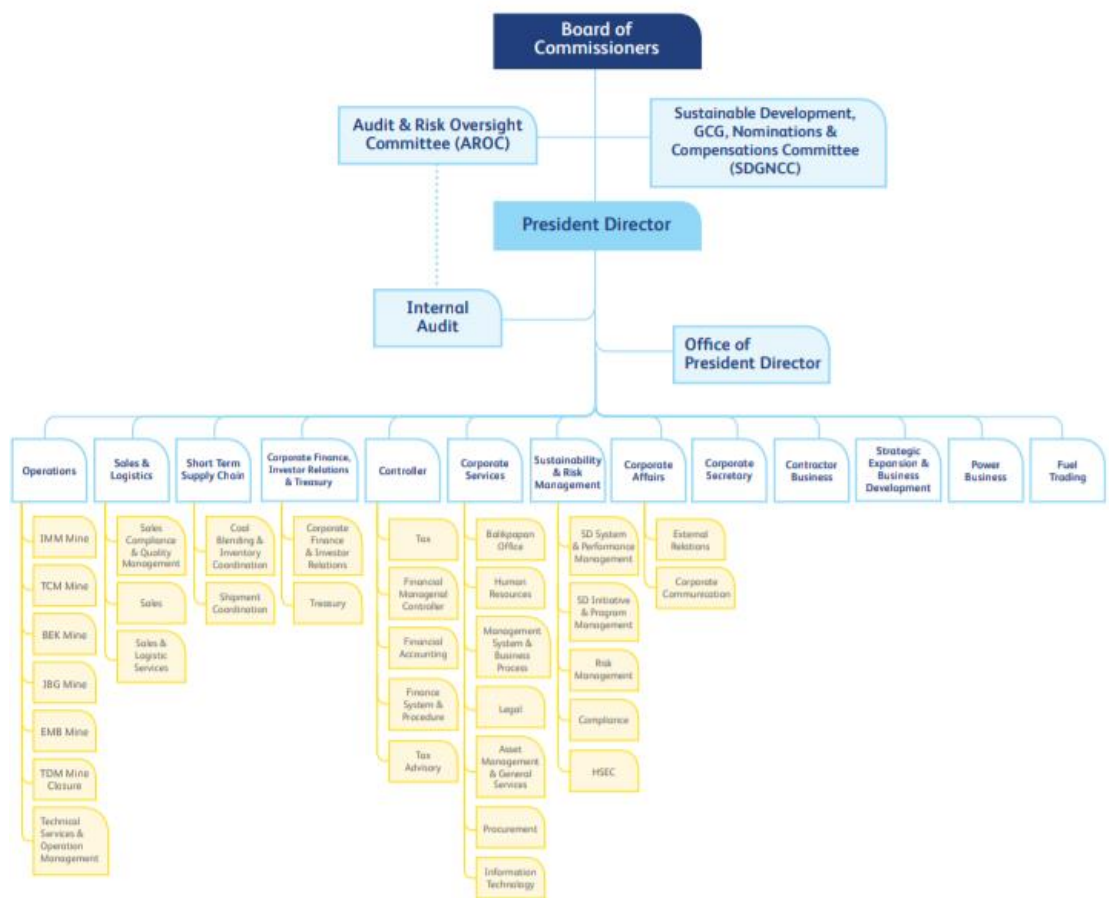 Board of
Commissioners
Audit & Risk Oversight
Committee (AROC)
Sustainable Development,
GCG, Nominations &
Compensations Committee
(SDGNCC)
President Director
Internal
Audit
Office of
President Director
Operations
Sales &
Logistics
Short Term
Supply Chain
Corporate Finance,
Investor Relations
& Treasury
Controller
Corporate
Services
Sustainability
& Risk
Management
Corporate
Affairs
Corporate
Secretary
Contractor
Business
Strategic
Expansion &
Business
Development
Power
Business
Fuel
Trading
IMM Mine
TCM Mine
BEK Mine
IBG Mine
EMB Mine
TDM Mine
Closure
Technical
Services &
Operation
Management
Sales
Compliance
& Quality
Management
Sales
Sales &
Logistic
Services
Coal
Blending &
Inventory
Coordination
Shipment
Coordination
Corporate
Finance
& Investor
Relations
Treasury
Tax
Financial
Managerial
Controller
Financial
Accounting
Finance
System &
Procedure
Tax
Advisory
Balikpapan
Office
Human
Resources
Management
System &
Business
Process
Legal
Asset
Management
& General
Services
Procurement
Information
Technology
SD System
& Performance
Management
SD Initiative
& Program
Management
Risk
Management
Compliance
HSEC
External
Relations
Corporate
Communication